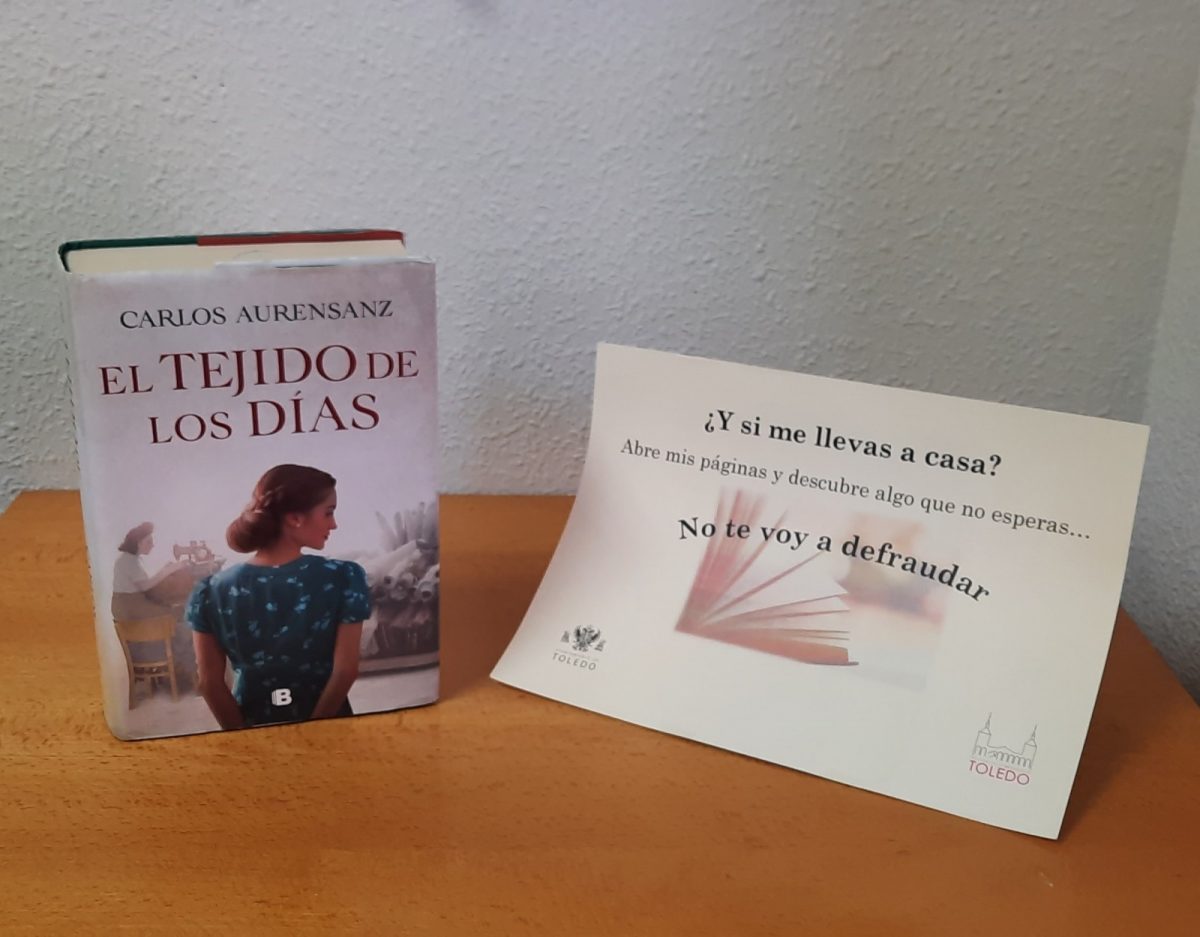 CARLOS AURENSANZ
EL TEJIDO DE
LOS DÍAS
B
¿Y si me llevas a casa?
Abre mis páginas y descubre algo que no esperas...
No te voy a defraudar
TOLEDO
TOLEDO